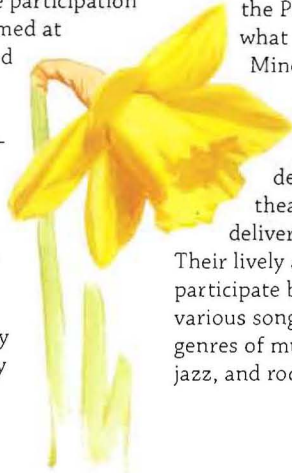 participation
med at
d
y
y
the P
what
Mind
de
thea
deliver
Their lively
participate b
various song
genres of mu
jazz, and roc